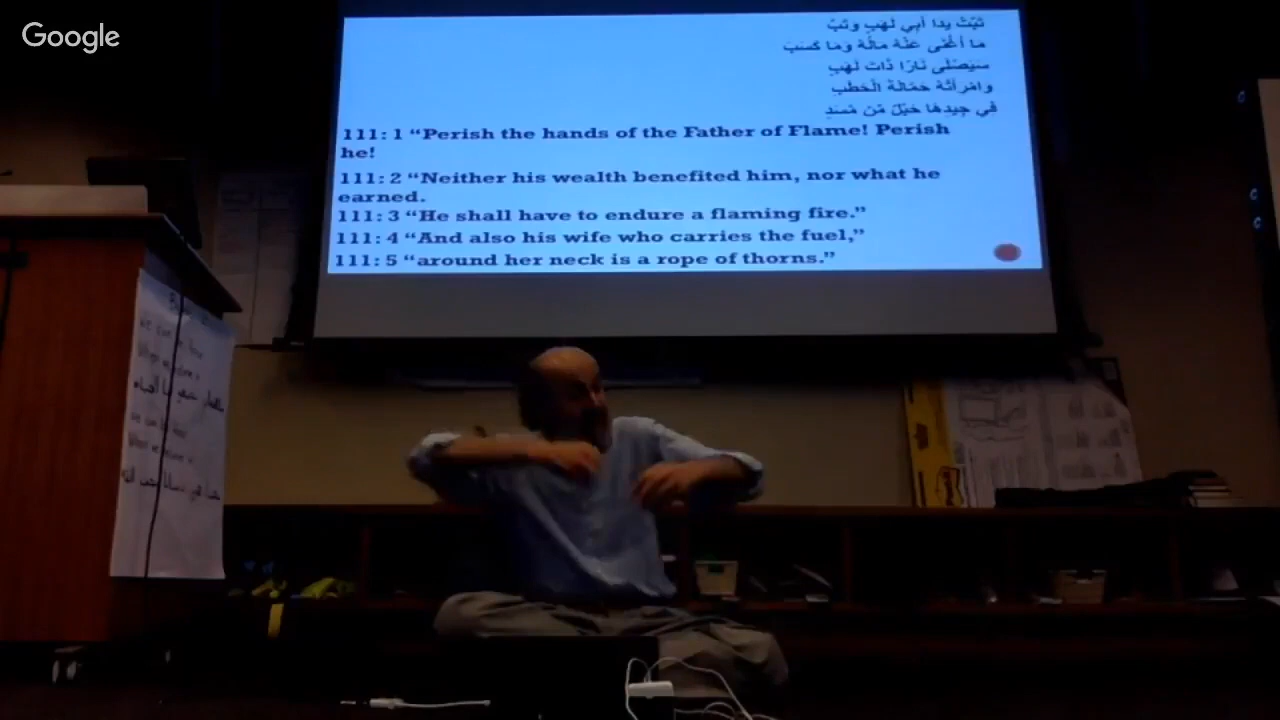 Google
تَبَّتْ يَدَا أَبِي لَهَبٍ وَتَبَّ
مَا أَغْنَى عَنْهُ مَالُهُ وَمَا كَسَبَ
سَيَصْلَى نَارًا ذَاتَ لَهَبٍ
وَامْرَأَتُهُ حَمَّالَةَ الْحَطَبِ
فِي جِيدِهَا حَبْلٌ مِّن مَّسَدٍ
111: 1 “Perish the hands of the Father of Flame! Perish
he!
111: 2 “Neither his wealth benefited him, nor what he
earned.
111: 3 “He shall have to endure a flaming fire.”
111: 4 “And also his wife who carries the fuel,”
111: 5 “around her neck is a rope of thorns.”